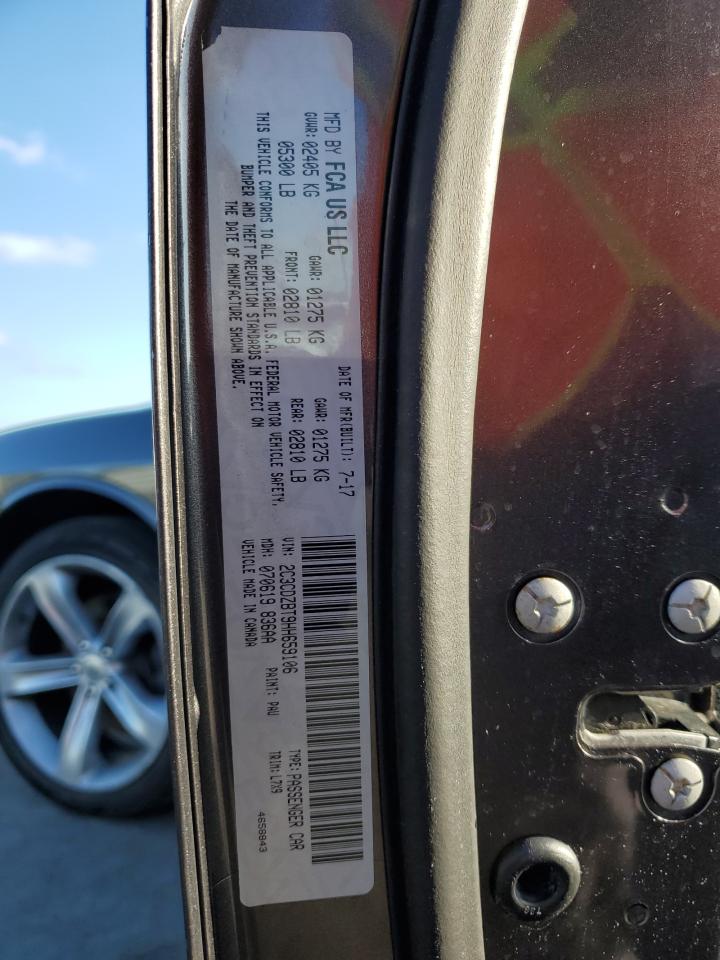 MFD BY FCA US LLC
DATE OF MFR(BUILT): 7-17
GVWR: 02405 KG
GAWR: 01275 KG
GAWR: 01275 KG
05300 LB
FRONT: 02810 LB
REAR: 02810 LB
THIS VEHICLE CONFORMS TO ALL APPLICABLE U.S.A. FEDERAL MOTOR VEHICLE SAFETY,
BUMPER AND THEFT PREVENTION STANDARDS IN EFFECT ON
THE DATE OF MANUFACTURE SHOWN ABOVE.
VIN: 2C3CDZBT9HH659106
TYPE: PASSENGER CAR
MDH: 070619 836AA
PAINT: PAU
TRIM: L7X9
VEHICLE MADE IN CANADA
4658943